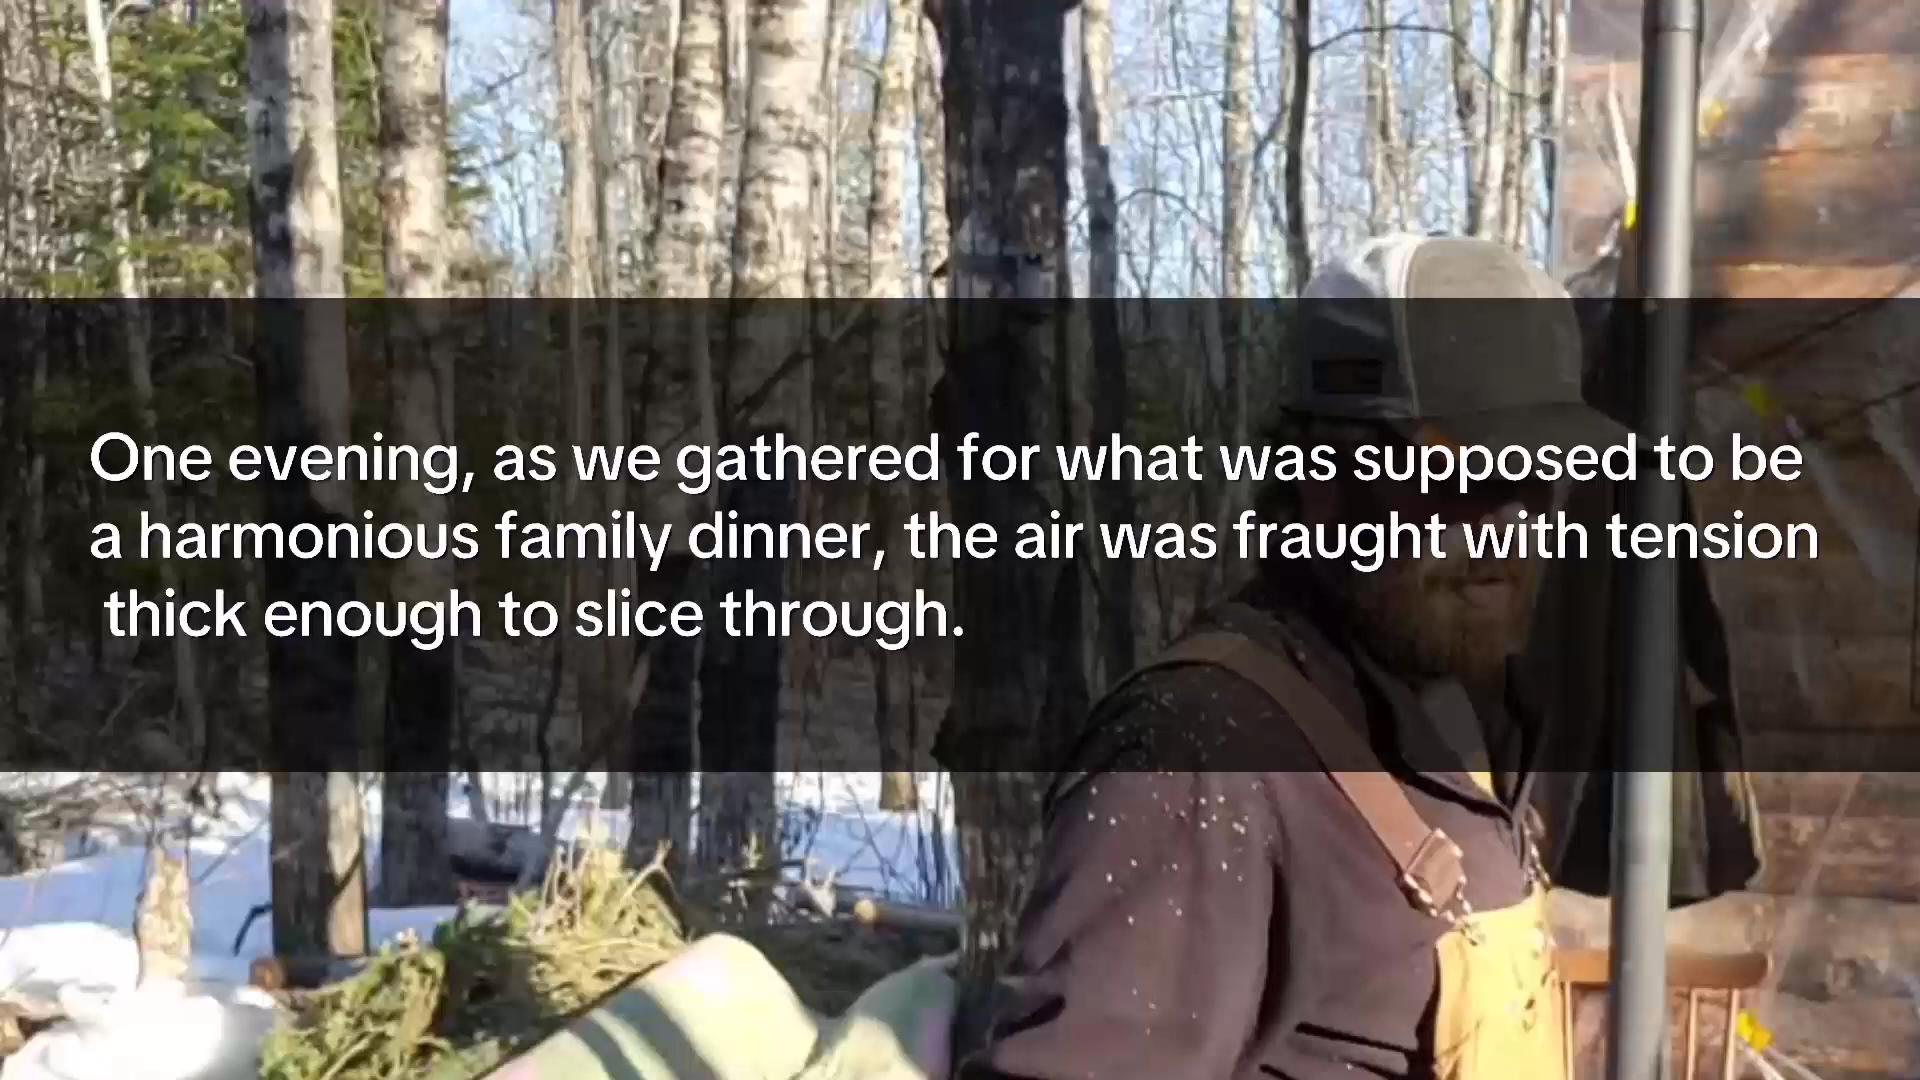 One evening, as we gathered for what was supposed to be
a harmonious family dinner, the air was fraught with tension
thick enough to slice through.